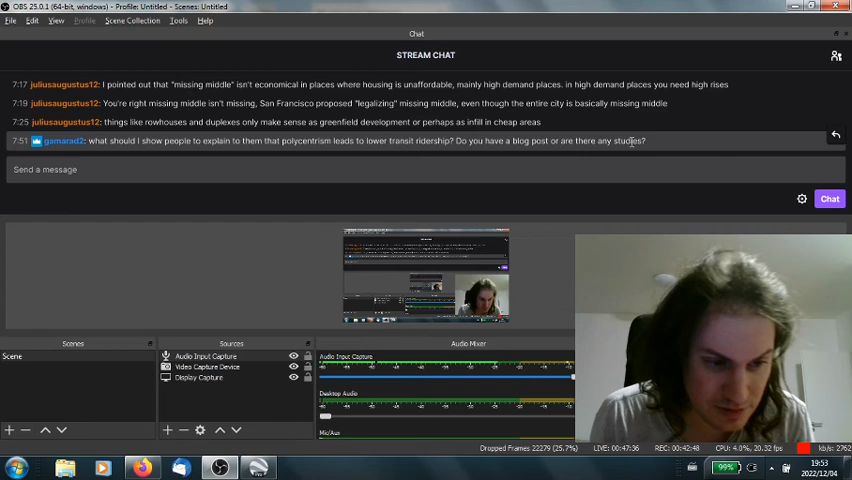 OBS 25.0.1 (64-bit, windows) - Profile: Untitled - Scenes: Untitled
File Edit View Profile Scene Collection Tools Help
Chat
STREAM CHAT
7:17 juliusaugustus12: I pointed out that "missing middle" isn't economical in places where housing is unaffordable, mainly high demand places. in high demand places you need high rises
7:19 juliusaugustus12: You're right missing middle isn't missing, San Francisco proposed "legalizing" missing middle, even though the entire city is basically missing middle
7:25 juliusaugustus12: things like rowhouses and duplexes only make sense as greenfield development or perhaps as infill in cheap areas
7:51 gamarad2: what should I show people to explain to them that polycentrism leads to lower transit ridership? Do you have a blog post or are there any studies?
Send a message
Chat
Scenes Sources Audio Mixer
Scene
Audio Input Capture
Video Capture Device
Display Capture
Audio Input Capture
Desktop Audio
Mic/Aux
Dropped Frames 22279 (25.7%) LIVE: 00:47:36 REC: 00:42:48 CPU: 4.0%, 20.32 fps kb/s: 2762
99%
19:53
2022/12/04